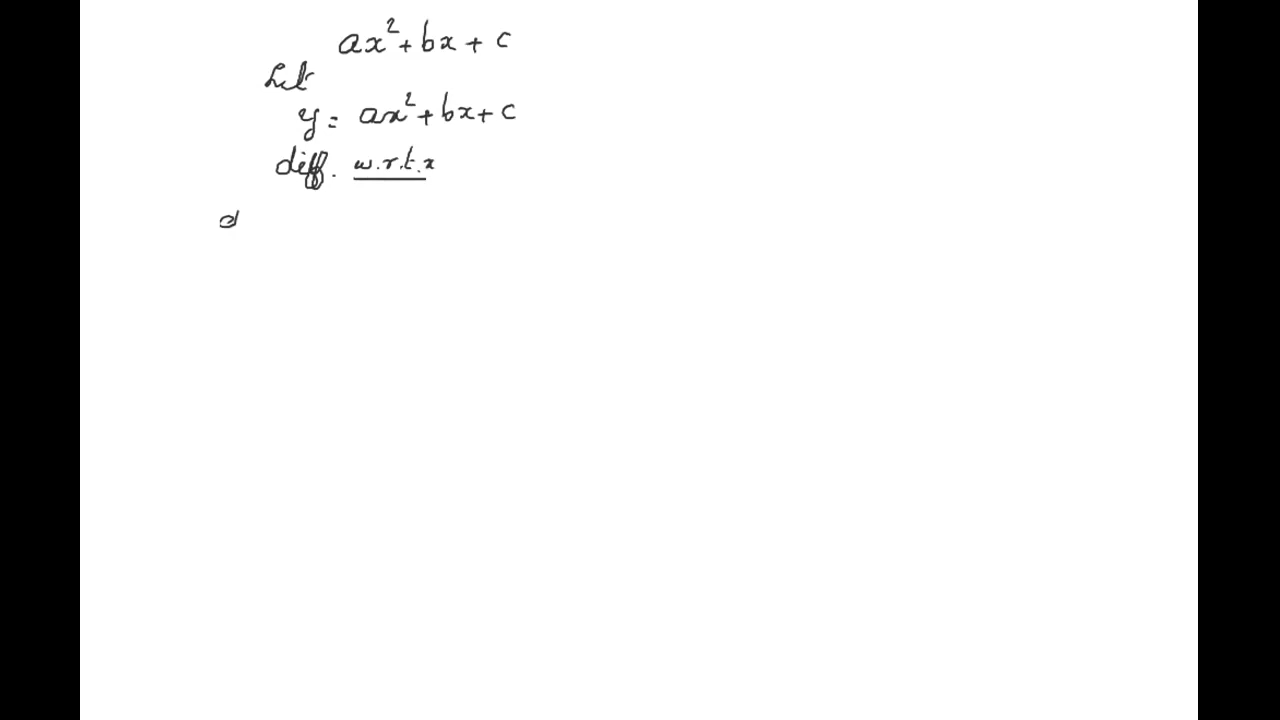 ax²+bx+c
Let
y= ax²+bx+c
diff. w.r.t.x
d